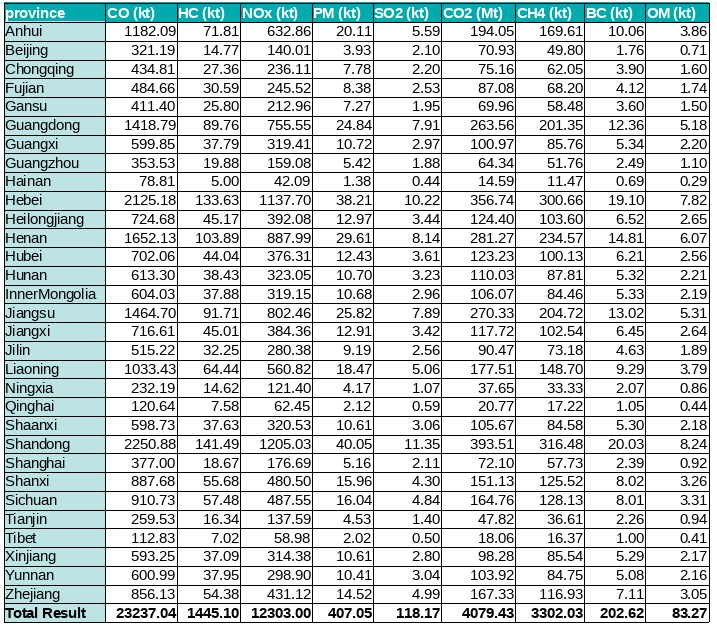 province CO (kt) HC (kt) NOx (kt) PM (kt) SO2 (kt) CO2 (Mt) CH4 (kt) BC (kt) OM (kt)
Anhui 1182.09 71.81 632.86 20.11 5.59 194.05 169.61 10.06 3.86
Beijing 321.19 14.77 140.01 3.93 2.10 70.93 49.80 1.76 0.71
Chongqing 434.81 27.36 236.11 7.78 2.20 75.16 62.05 3.90 1.60
Fujian 484.66 30.59 245.52 8.38 2.53 87.08 68.20 4.12 1.74
Gansu 411.40 25.80 212.96 7.27 1.95 69.96 58.48 3.60 1.50
Guangdong 1418.79 89.76 755.55 24.84 7.91 263.56 201.35 12.36 5.18
Guangxi 599.85 37.79 319.41 10.72 2.97 100.97 85.76 5.34 2.20
Guangzhou 353.53 19.88 159.08 5.42 1.88 64.34 51.76 2.49 1.10
Hainan 78.81 5.00 42.09 1.38 0.44 14.59 11.47 0.69 0.29
Hebei 2125.18 133.63 1137.70 38.21 10.22 356.74 300.66 19.10 7.82
Heilongjiang 724.68 45.17 392.08 12.97 3.44 124.40 103.60 6.52 2.65
Henan 1652.13 103.89 887.99 29.61 8.14 281.27 234.57 14.81 6.07
Hubei 702.06 44.04 376.31 12.43 3.61 123.23 100.13 6.21 2.56
Hunan 613.30 38.43 323.05 10.70 3.23 110.03 87.81 5.32 2.21
InnerMongolia 604.03 37.88 319.15 10.68 2.96 106.07 84.46 5.33 2.19
Jiangsu 1464.70 91.71 802.46 25.82 7.89 270.33 204.72 13.02 5.31
Jiangxi 716.61 45.01 384.36 12.91 3.42 117.72 102.54 6.45 2.64
Jilin 515.22 32.25 280.38 9.19 2.56 90.47 73.18 4.63 1.89
Liaoning 1033.43 64.44 560.82 18.47 5.06 177.51 148.70 9.29 3.79
Ningxia 232.19 14.62 121.40 4.17 1.07 37.65 33.33 2.07 0.86
Qinghai 120.64 7.58 62.45 2.12 0.59 20.77 17.22 1.05 0.44
Shaanxi 598.73 37.63 320.53 10.61 3.06 105.67 84.58 5.30 2.18
Shandong 2250.88 141.49 1205.03 40.05 11.35 393.51 316.48 20.03 8.24
Shanghai 377.00 18.67 176.69 5.16 2.11 72.10 57.73 2.39 0.92
Shanxi 887.68 55.68 480.50 15.96 4.30 151.13 125.52 8.02 3.26
Sichuan 910.73 57.48 487.55 16.04 4.84 164.76 128.13 8.01 3.31
Tianjin 259.53 16.34 137.59 4.53 1.40 47.82 36.61 2.26 0.94
Tibet 112.83 7.02 58.98 2.02 0.50 18.06 16.37 1.00 0.41
Xinjiang 593.25 37.09 314.38 10.61 2.80 98.28 85.54 5.29 2.17
Yunnan 600.99 37.95 298.90 10.41 3.04 103.92 84.75 5.08 2.16
Zhejiang 856.13 54.38 431.12 14.52 4.99 167.33 116.93 7.11 3.05
Total Result 23237.04 1445.10 12303.00 407.05 118.17 4079.43 3302.03 202.62 83.27